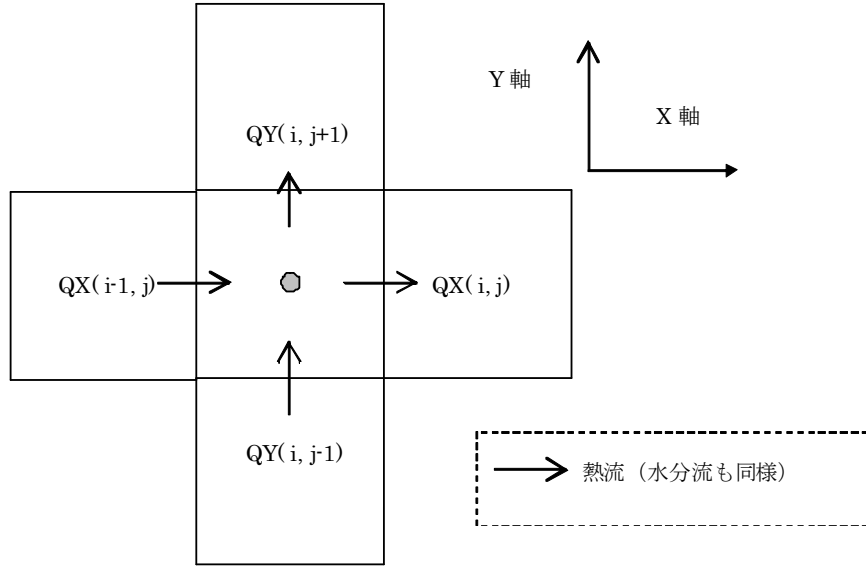 Y 軸
X 軸
QY( i, j+1)
QX( i-1, j)
QX( i, j)
QY( i, j-1)
熱流（水分流も同様）